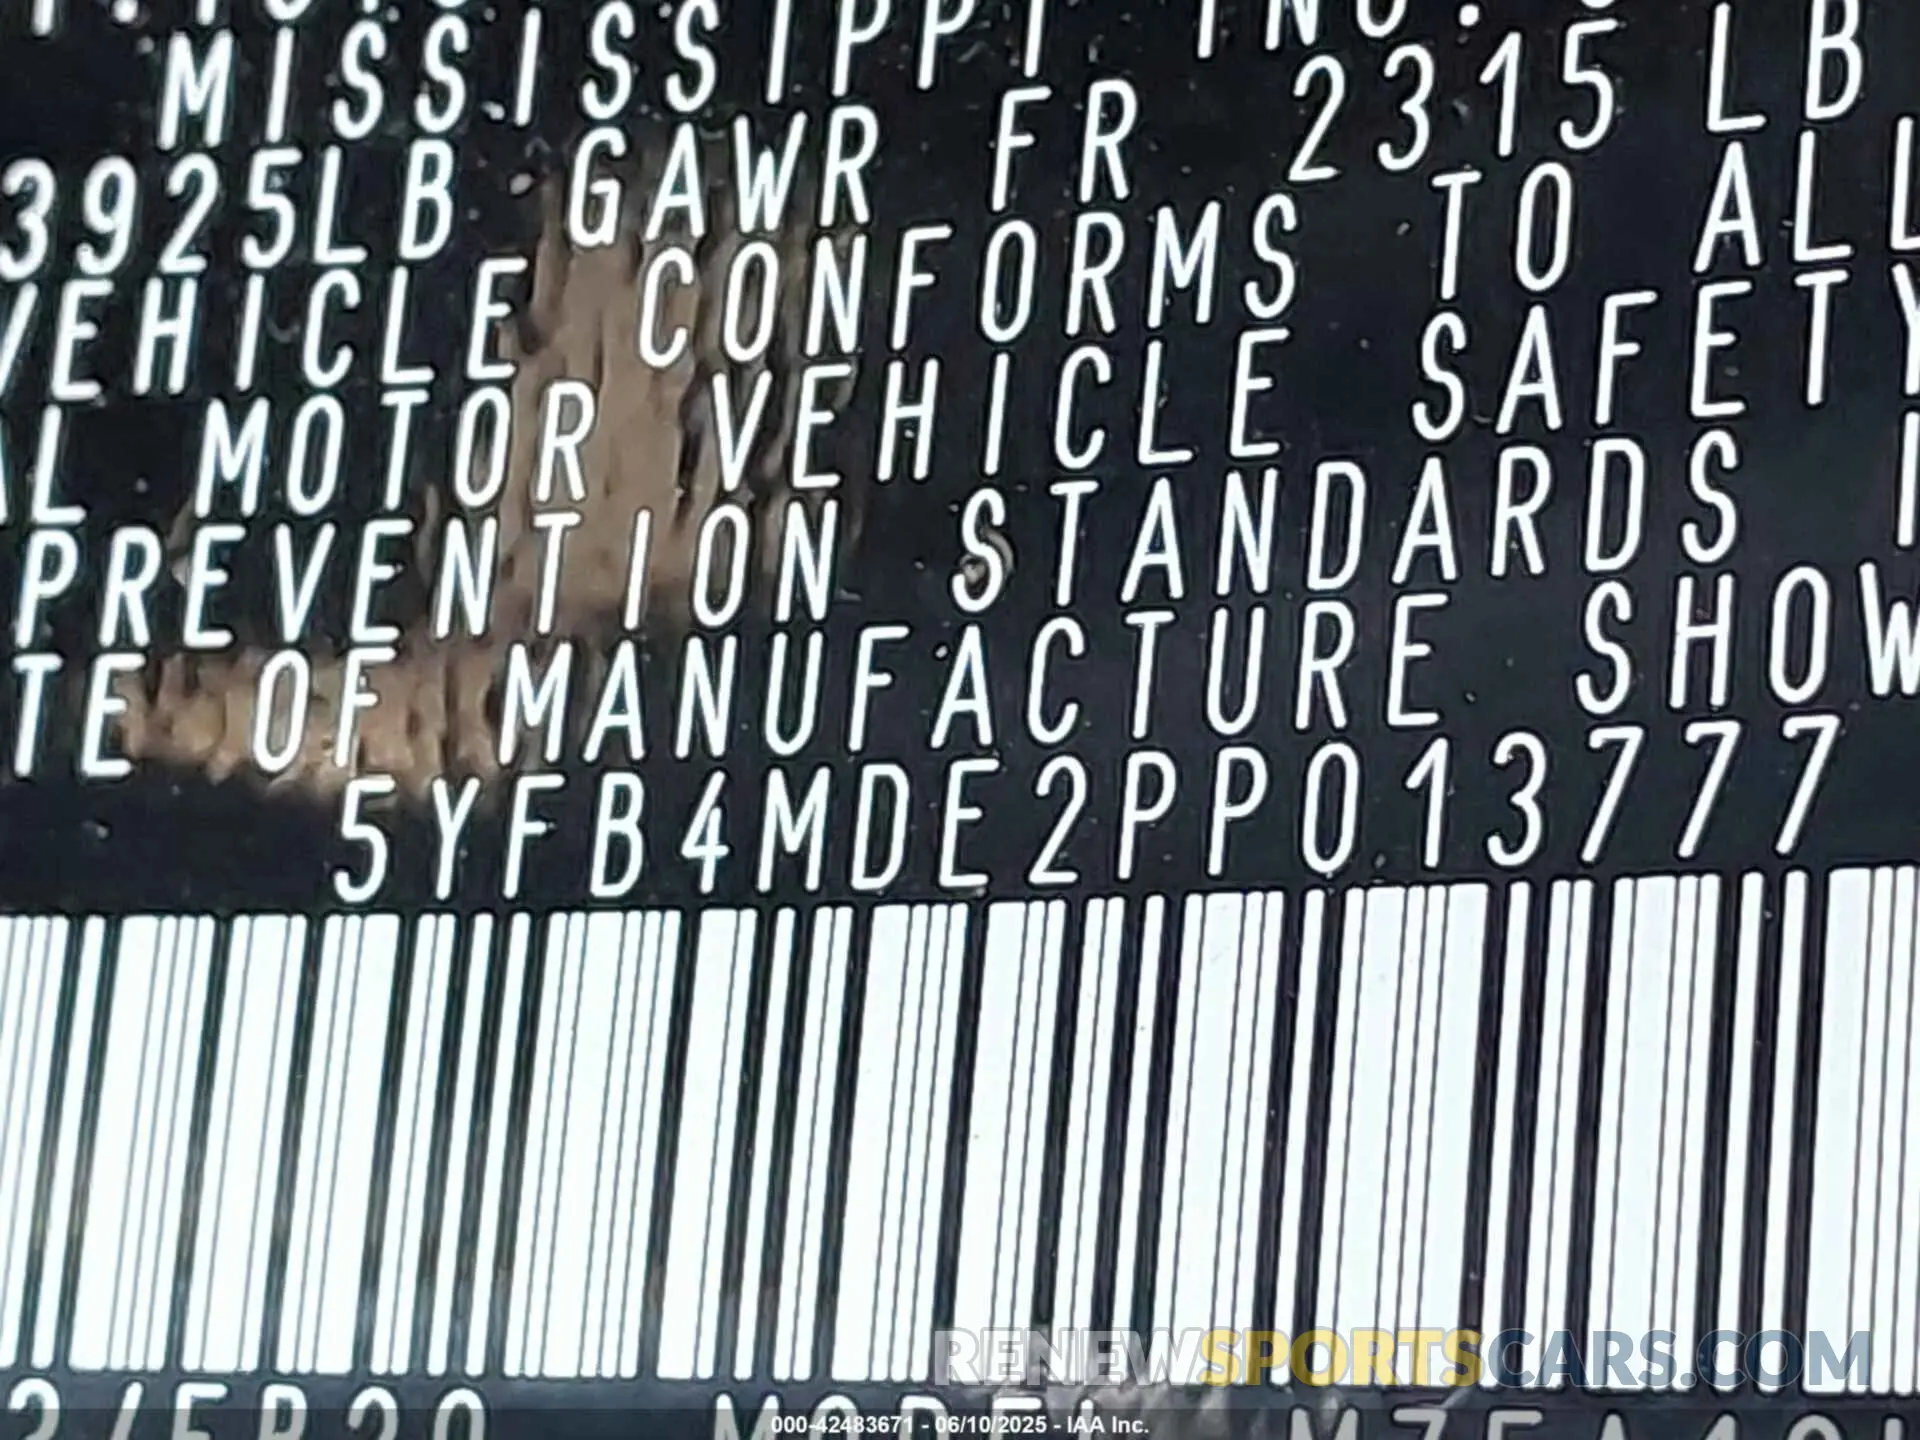 MISSISSIPPI INC.
3925LB GAWR FR 2315 LB
VEHICLE CONFORMS TO ALL
AL MOTOR VEHICLE SAFETY
PREVENTION STANDARDS
TE OF MANUFACTURE SHOW
5YFB4MDE2PP013777
RENEWSPORTSCARS.COM
MODEL
000-42483671 - 06/10/2025 - IAA Inc.